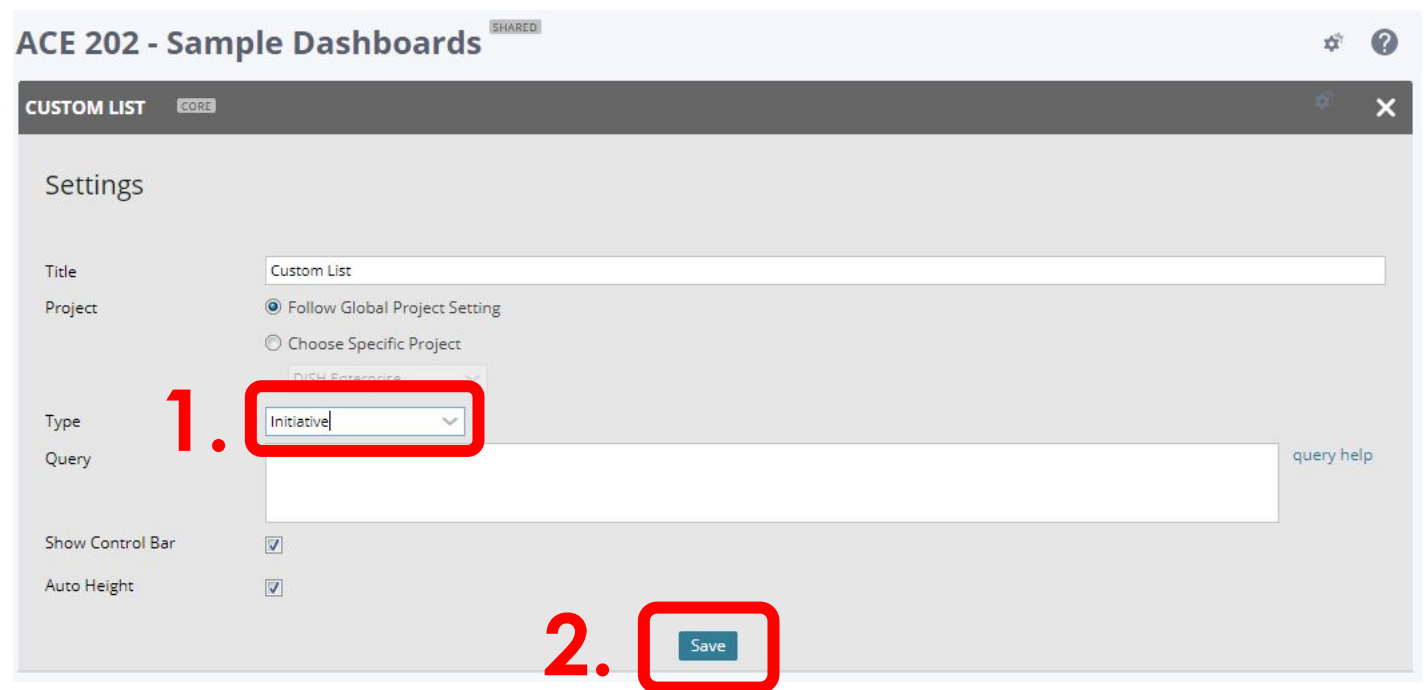 ACE 202 - Sample Dashboards SHARED
CUSTOM LIST CORE
Settings
Title Custom List
Project Follow Global Project Setting
Choose Specific Project
DISH Enterprise
1.
Type Initiative
Query query help
Show Control Bar
Auto Height
2. Save